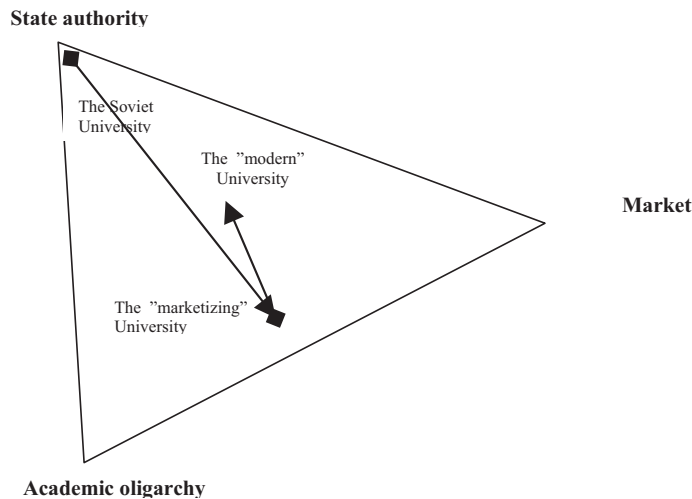 State authority
The Soviet
University
The ”modern”
University
Market
The ”marketizing”
University
Academic oligarchy